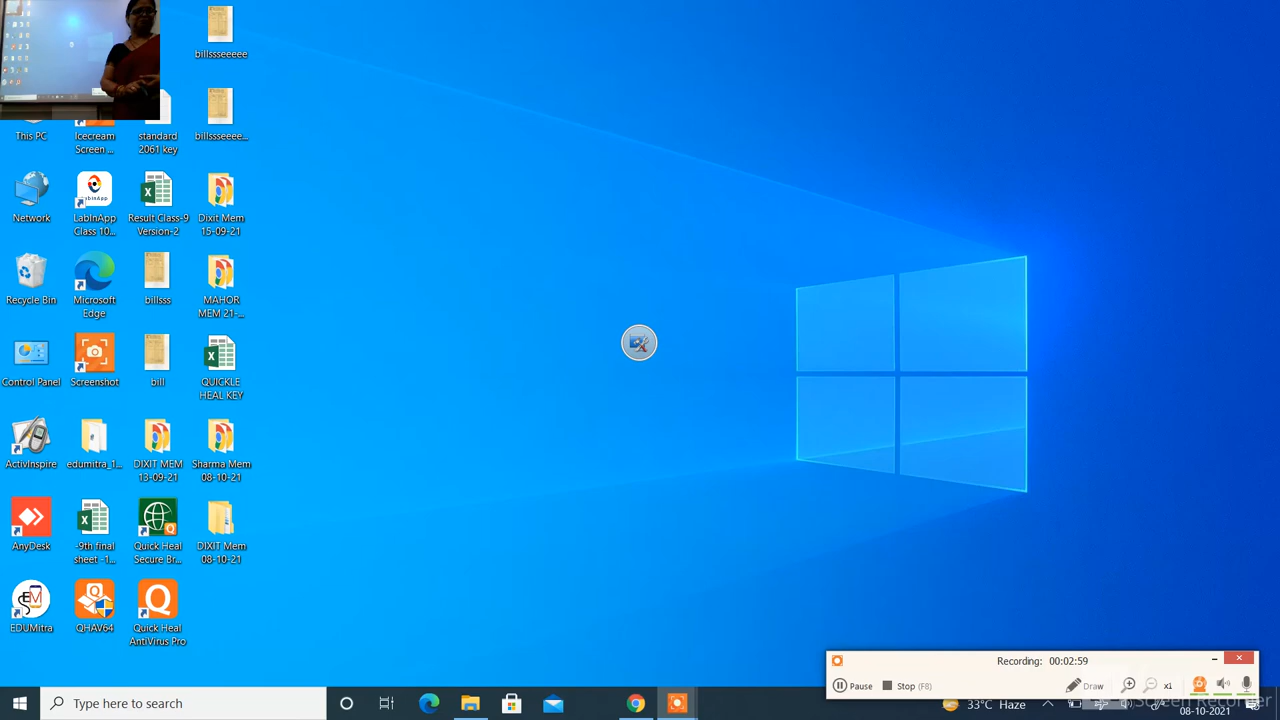 billssseeeee
billssseeee...
This PC
Icecream
Screen ...
standard
2061 key
Network
LabInApp
Class 10...
Result Class-9
Version-2
Dixit Mem
15-09-21
Recycle Bin
Microsoft
Edge
billsss
MAHOR
MEM 21-...
Control Panel
Screenshot
bill
QUICKLE
HEAL KEY
ActivInspire
edumitra_1...
DIXIT MEM
13-09-21
Sharma Mem
08-10-21
AnyDesk
-9th final
sheet -1...
Quick Heal
Secure Br...
DIXIT Mem
08-10-21
EDUMitra
QHAV64
Quick Heal
AntiVirus Pro
Recording: 00:02:59
Pause
Stop (F8)
Draw
x1
Type here to search
33°C Haze
Screen Recorder
08-10-2021